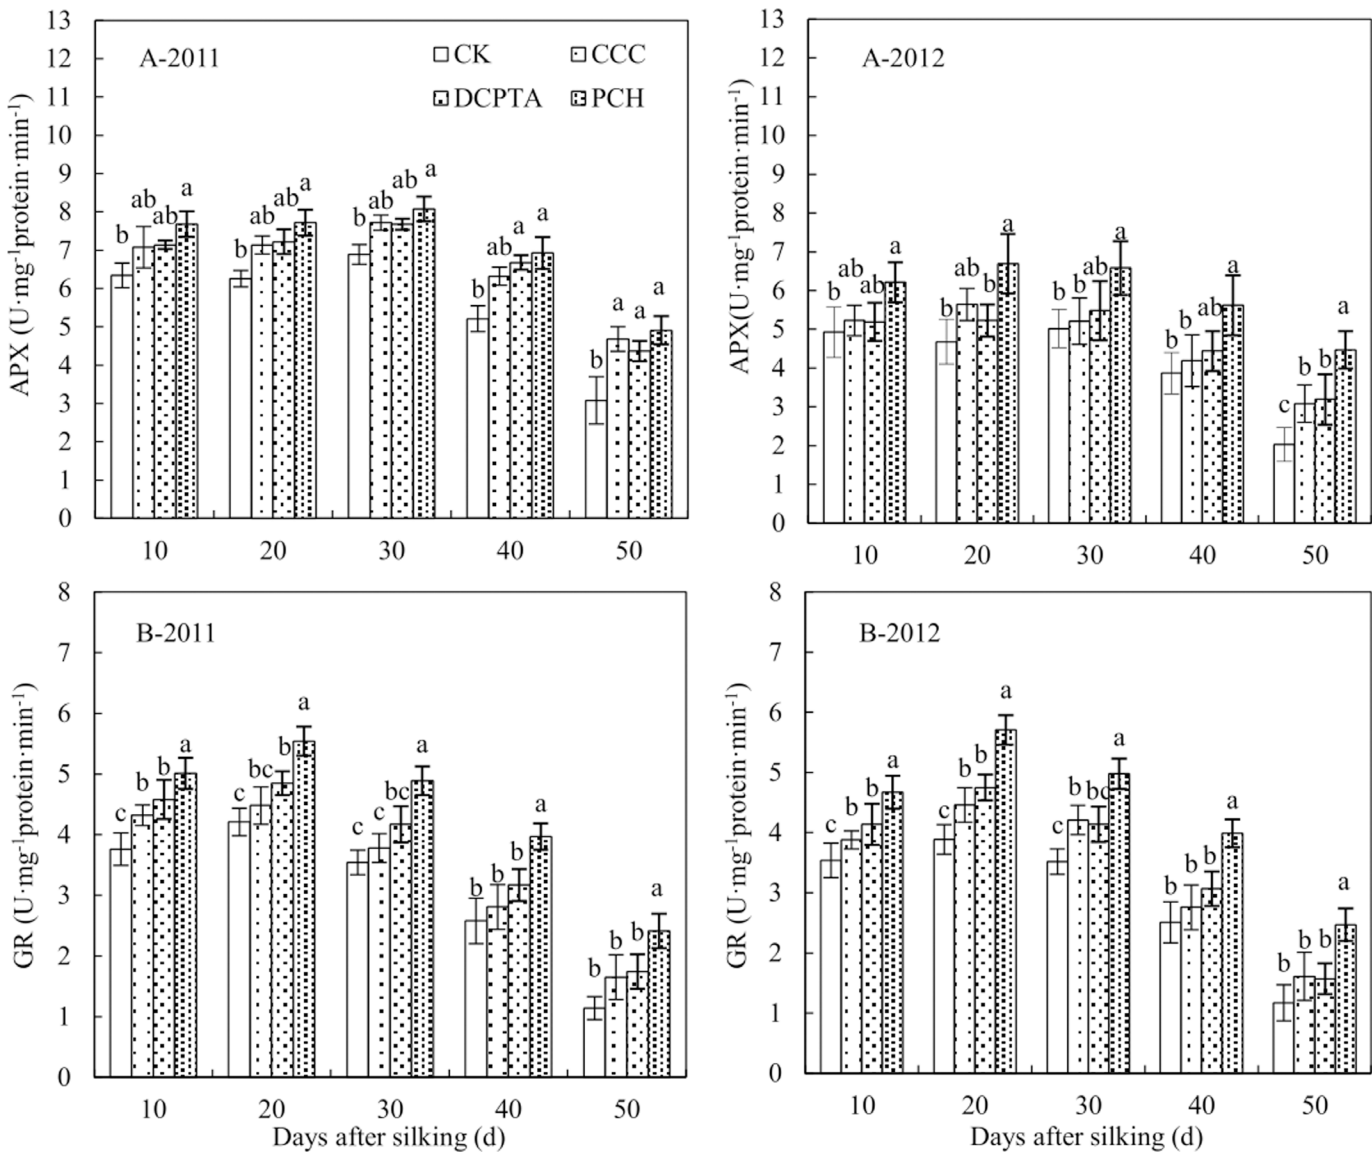 A-2011
CK CCC
DCPTA PCH
APX (U·mg⁻¹protein·min⁻¹)
13
12
11
10
9
8
7
6
5
4
3
2
1
0
b ab ab a
b ab ab a
b ab ab a
b ab a a
b a a a
10 20 30 40 50
A-2012
APX(U·mg⁻¹protein·min⁻¹)
13
12
11
10
9
8
7
6
5
4
3
2
1
0
b ab ab a
b ab b a
b b ab a
b b ab a
c b b a
10 20 30 40 50
B-2011
GR (U·mg⁻¹protein·min⁻¹)
8
7
6
5
4
3
2
1
0
c b b a
c bc b a
c c bc a
b b b a
b b b a
10 20 30 40 50
Days after silking (d)
B-2012
GR (U·mg⁻¹protein·min⁻¹)
8
7
6
5
4
3
2
1
0
c b b a
c b b a
c b bc a
b b b a
b b b a
10 20 30 40 50
Days after silking (d)